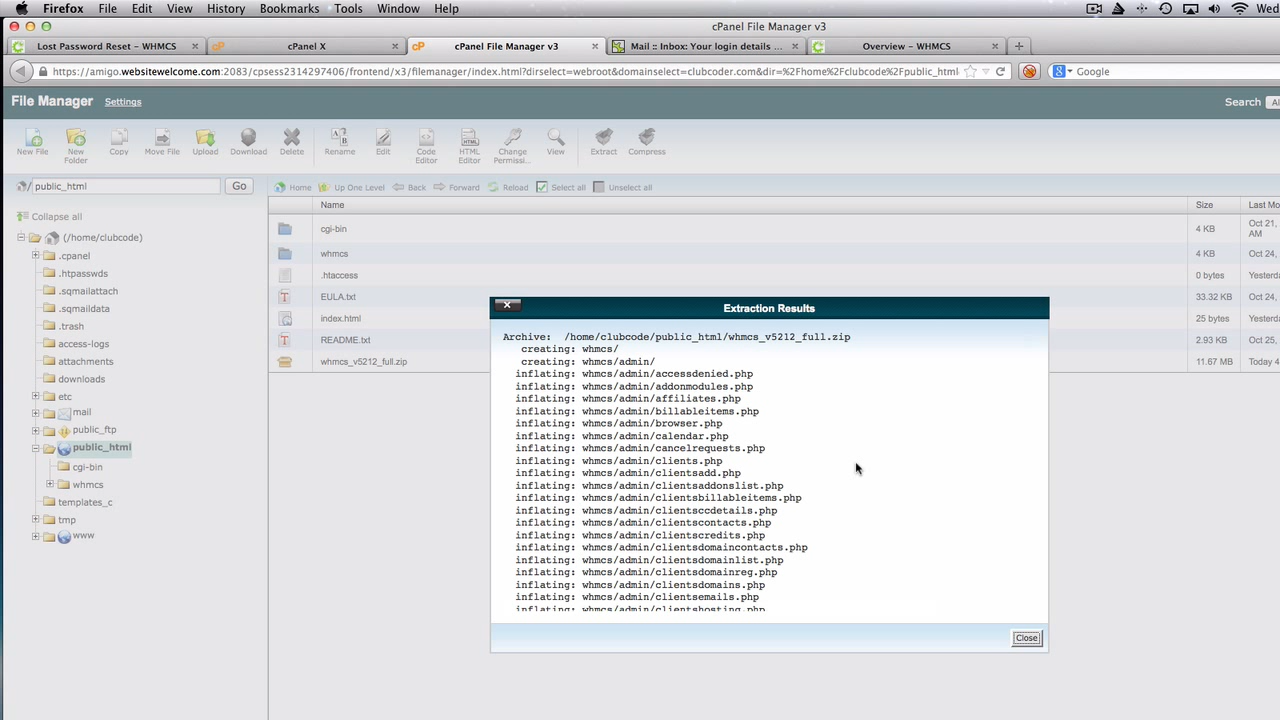 Firefox File Edit View History Bookmarks Tools Window Help Wed
cPanel File Manager v3
Lost Password Reset - WHMCS
cPanel X
cPanel File Manager v3
Mail :: Inbox: Your login details ...
Overview - WHMCS
https://amigo.websitewelcome.com:2083/cpsess2314297406/frontend/x3/filemanager/index.html?dirselect=webroot&domainselect=clubcoder.com&dir=%2Fhome%2Fclubcode%2Fpublic_html
Google
File Manager Settings Search Al
New File
New Folder
Copy
Move File
Upload
Download
Delete
Rename
Edit
Code Editor
HTML Editor
Change Permissi...
View
Extract
Compress
/ public_html Go
Home Up One Level Back Forward Reload Select all Unselect all
Collapse all
(/home/clubcode)
.cpanel
.htpasswds
.sqmailattach
.sqmaildata
.trash
access-logs
attachments
downloads
etc
mail
public_ftp
public_html
cgi-bin
whmcs
templates_c
tmp
www
Name Size Last Mo
cgi-bin 4 KB Oct 21, AM
whmcs 4 KB Oct 24,
.htaccess 0 bytes Yesterd
EULA.txt 33.32 KB Yesterd
index.html 25 bytes Yesterd
README.txt 2.93 KB Oct 25,
whmcs_v5212_full.zip 11.67 MB Today 4
Extraction Results
Archive: /home/clubcode/public_html/whmcs_v5212_full.zip
creating: whmcs/
creating: whmcs/admin/
inflating: whmcs/admin/accessdenied.php
inflating: whmcs/admin/addonmodules.php
inflating: whmcs/admin/affiliates.php
inflating: whmcs/admin/billableitems.php
inflating: whmcs/admin/browser.php
inflating: whmcs/admin/calendar.php
inflating: whmcs/admin/cancelrequests.php
inflating: whmcs/admin/clients.php
inflating: whmcs/admin/clientsadd.php
inflating: whmcs/admin/clientsaddonslist.php
inflating: whmcs/admin/clientsbillableitems.php
inflating: whmcs/admin/clientsccdetails.php
inflating: whmcs/admin/clientscontacts.php
inflating: whmcs/admin/clientscredits.php
inflating: whmcs/admin/clientsdomaincontacts.php
inflating: whmcs/admin/clientsdomainlist.php
inflating: whmcs/admin/clientsdomainreg.php
inflating: whmcs/admin/clientsdomains.php
inflating: whmcs/admin/clientsemails.php
inflating: whmcs/admin/clientshosting.php
Close